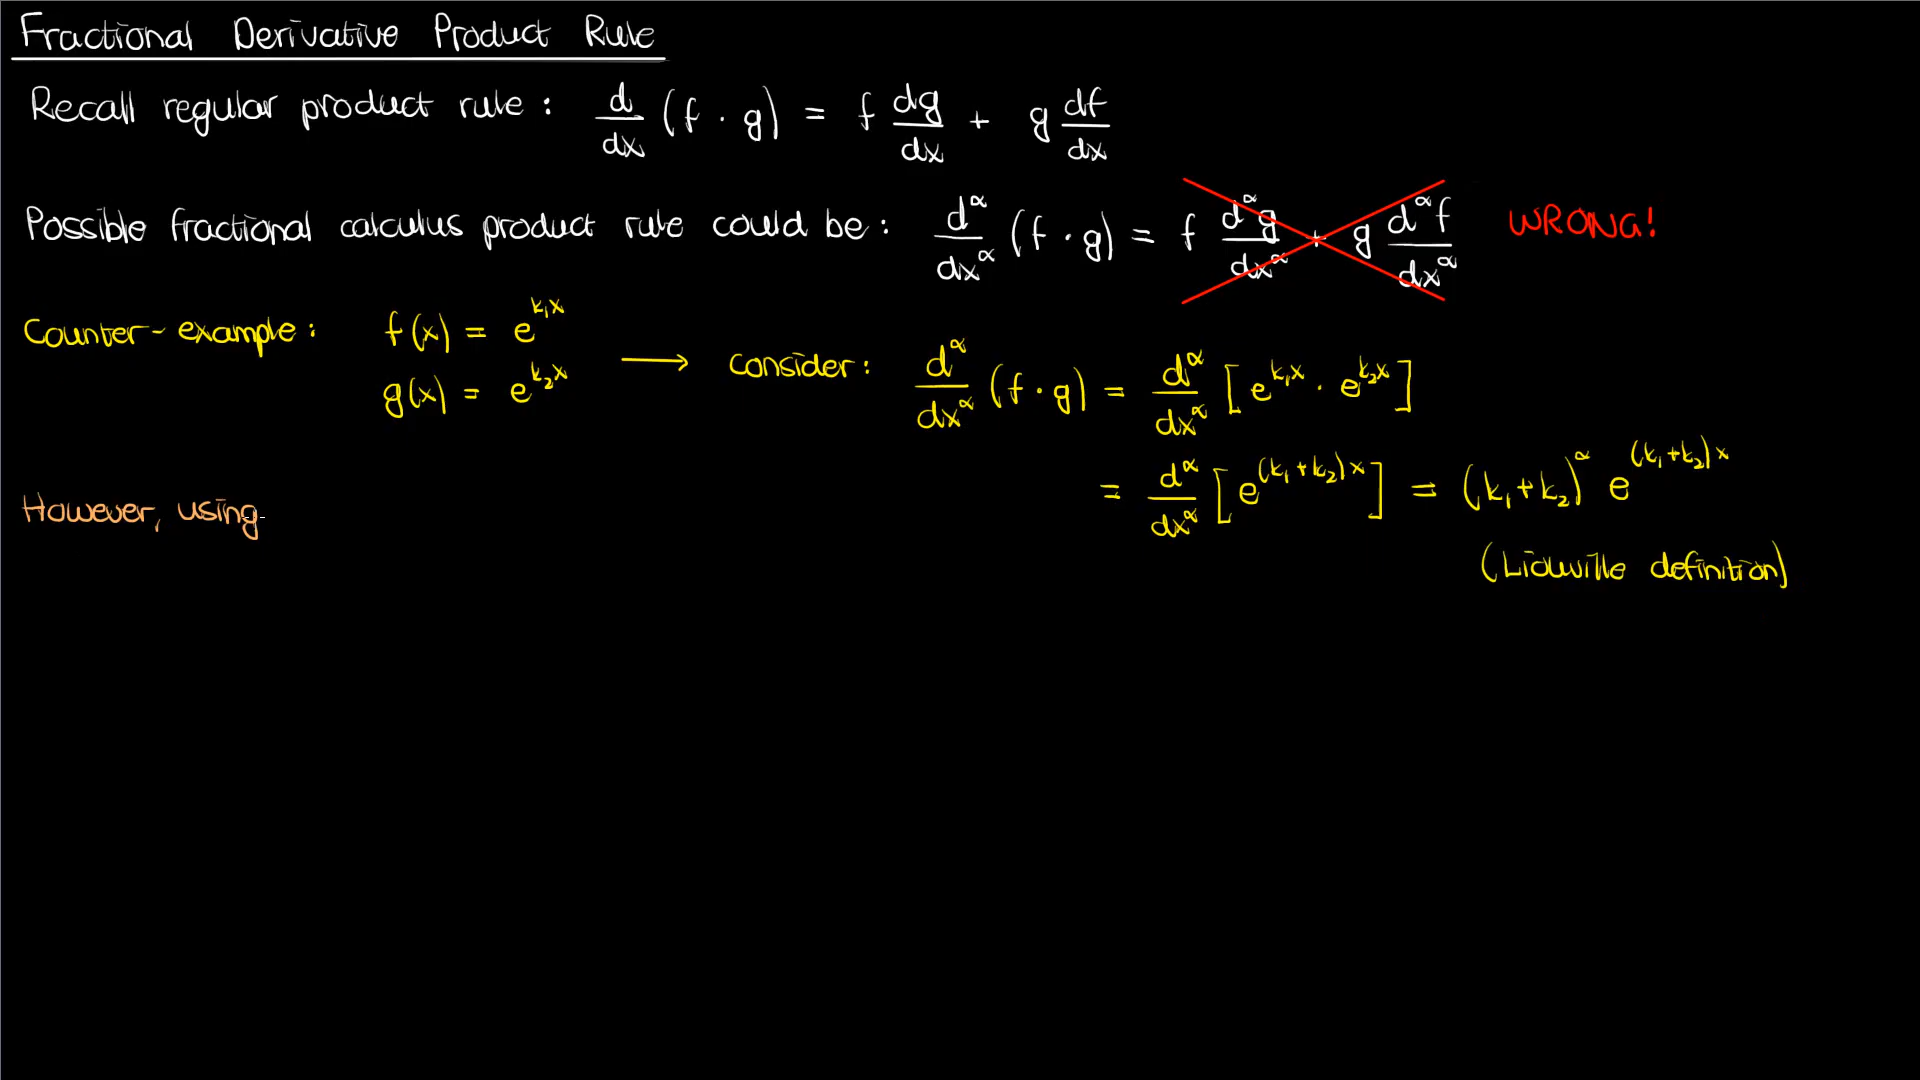 Fractional Derivative Product Rule
Recall regular product rule: d/dx (f · g) = f dg/dx + g df/dx
Possible fractional calculus product rule could be: d^α/dx^α (f · g) = f d^αg/dx^α + g d^αf/dx^α WRONG!
Counter-example: f(x) = e^{k₁x}
g(x) = e^{k₂x} → consider: d^α/dx^α (f · g) = d^α/dx^α [e^{k₁x} · e^{k₂x}]
= d^α/dx^α [e^{(k₁+k₂)x}] = (k₁+k₂)^α e^{(k₁+k₂)x}
(Liouville definition)
However, using